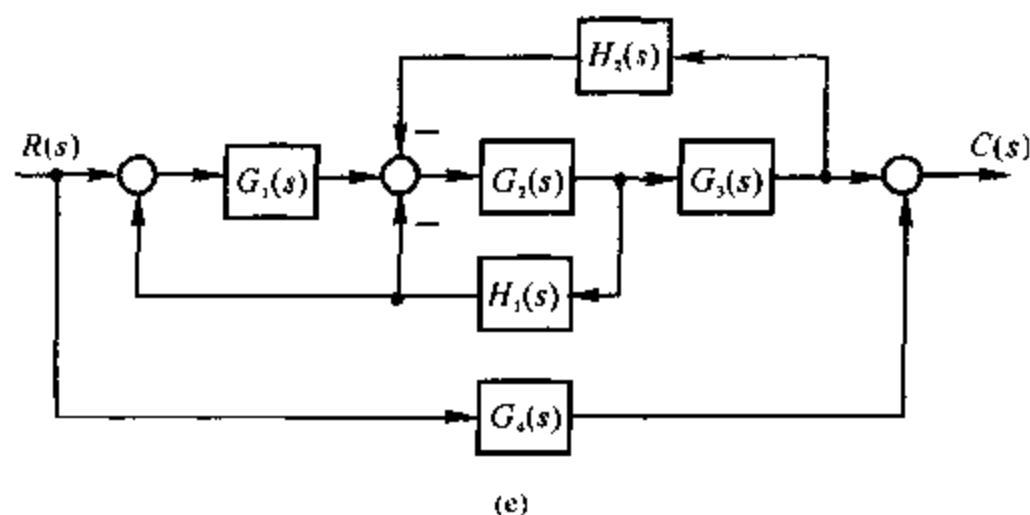 H₂(s)
−
R(s)
C(s)
G₁(s)
G₂(s)
G₃(s)
−
H₁(s)
G₄(s)
(e)